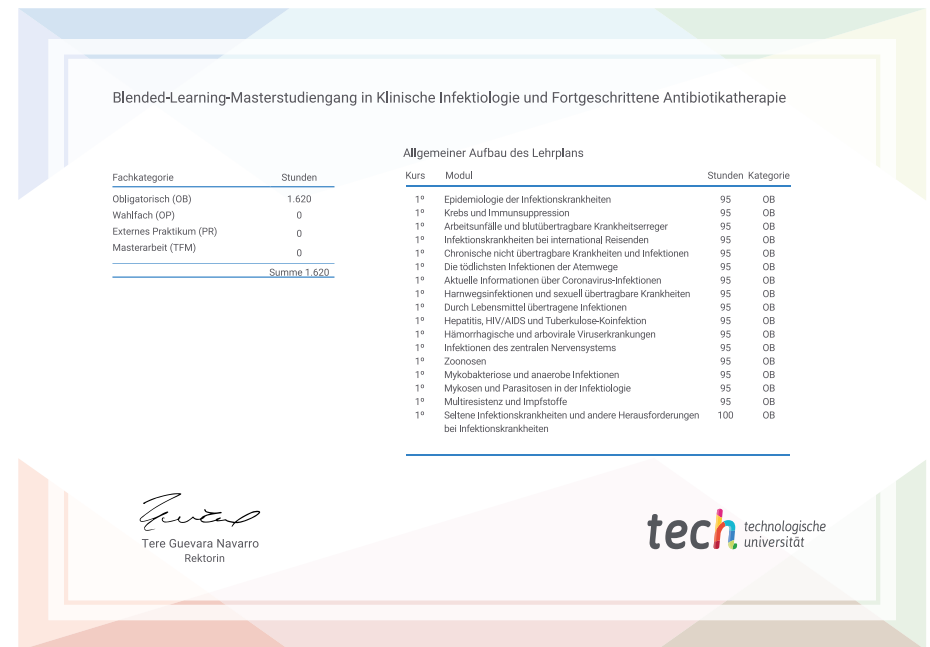 Blended-Learning-Masterstudiengang in Klinische Infektiologie und Fortgeschrittene Antibiotikatherapie
Fachkategorie Stunden
Obligatorisch (OB) 1.620
Wahlfach (OP) 0
Externes Praktikum (PR) 0
Masterarbeit (TFM) 0
Summe 1.620
Allgemeiner Aufbau des Lehrplans
Kurs Modul Stunden Kategorie
1º Epidemiologie der Infektionskrankheiten 95 OB
1º Krebs und Immunsuppression 95 OB
1º Arbeitsunfälle und blutübertragbare Krankheitserreger 95 OB
1º Infektionskrankheiten bei international Reisenden 95 OB
1º Chronische nicht übertragbare Krankheiten und Infektionen 95 OB
1º Die tödlichsten Infektionen der Atemwege 95 OB
1º Aktuelle Informationen über Coronavirus-Infektionen 95 OB
1º Harnwegsinfektionen und sexuell übertragbare Krankheiten 95 OB
1º Durch Lebensmittel übertragene Infektionen 95 OB
1º Hepatitis, HIV/AIDS und Tuberkulose-Koinfektion 95 OB
1º Hämorrhagische und arbovirale Viruserkrankungen 95 OB
1º Infektionen des zentralen Nervensystems 95 OB
1º Zoonosen 95 OB
1º Mykobakteriose und anaerobe Infektionen 95 OB
1º Mykosen und Parasitosen in der Infektiologie 95 OB
1º Multiresistenz und Impfstoffe 95 OB
1º Seltene Infektionskrankheiten und andere Herausforderungen 100 OB
bei Infektionskrankheiten
Tere Guevara Navarro
Rektorin
tech technologische
universität